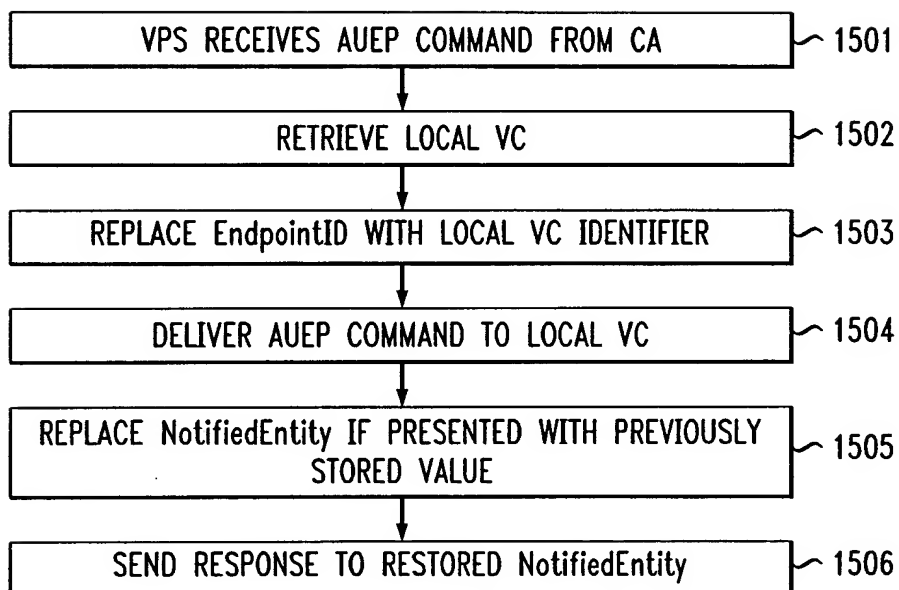 VPS RECEIVES AUEP COMMAND FROM CA
1501
RETRIEVE LOCAL VC
1502
REPLACE EndpointID WITH LOCAL VC IDENTIFIER
1503
DELIVER AUEP COMMAND TO LOCAL VC
1504
REPLACE NotifiedEntity IF PRESENTED WITH PREVIOUSLY
STORED VALUE
1505
SEND RESPONSE TO RESTORED NotifiedEntity
1506